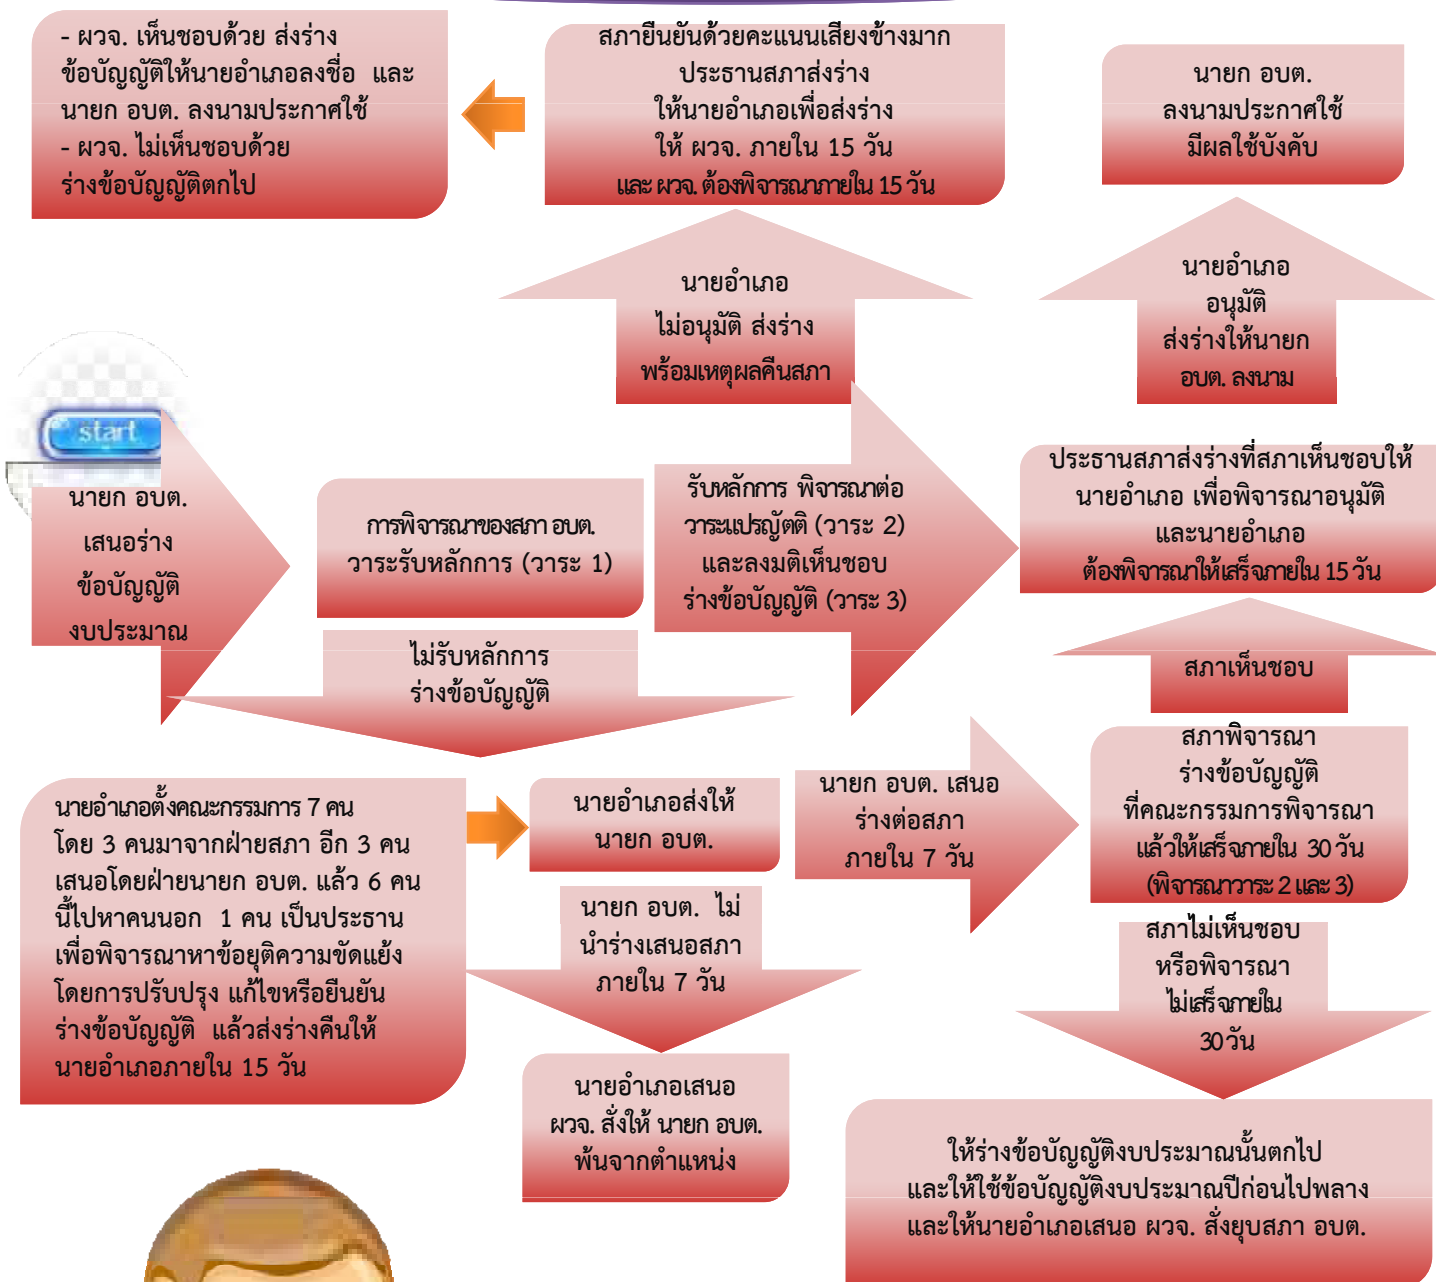 - ผวจ. เห็นชอบด้วย ส่งร่าง
ข้อบัญญัติให้นายอำเภอลงชื่อ และ
นายก อบต. ลงนามประกาศใช้
- ผวจ. ไม่เห็นชอบด้วย
ร่างข้อบัญญัติตกไป
สภายืนยันด้วยคะแนนเสียงข้างมาก
ประธานสภาส่งร่าง
ให้นายอำเภอเพื่อส่งร่าง
ให้ ผวจ. ภายใน 15 วัน
และ ผวจ. ต้องพิจารณาภายใน 15 วัน
นายก อบต.
ลงนามประกาศใช้
มีผลใช้บังคับ
นายอำเภอ
ไม่อนุมัติ ส่งร่าง
พร้อมเหตุผลคืนสภา
นายอำเภอ
อนุมัติ
ส่งร่างให้นายก
อบต. ลงนาม
start
นายก อบต.
เสนอร่าง
ข้อบัญญัติ
งบประมาณ
การพิจารณาของสภา อบต.
วาระรับหลักการ (วาระ 1)
รับหลักการ พิจารณาต่อ
วาระแปรญัตติ (วาระ 2)
และลงมติเห็นชอบ
ร่างข้อบัญญัติ (วาระ 3)
ประธานสภาส่งร่างที่สภาเห็นชอบให้
นายอำเภอ เพื่อพิจารณาอนุมัติ
และนายอำเภอ
ต้องพิจารณาให้เสร็จภายใน 15 วัน
ไม่รับหลักการ
ร่างข้อบัญญัติ
สภาเห็นชอบ
นายอำเภอตั้งคณะกรรมการ 7 คน
โดย 3 คนมาจากฝ่ายสภา อีก 3 คน
เสนอโดยฝ่ายนายก อบต. แล้ว 6 คน
นี้ไปหาคนนอก 1 คน เป็นประธาน
เพื่อพิจารณาหาข้อยุติความขัดแย้ง
โดยการปรับปรุง แก้ไขหรือยืนยัน
ร่างข้อบัญญัติ แล้วส่งร่างคืนให้
นายอำเภอภายใน 15 วัน
นายอำเภอส่งให้
นายก อบต.
นายก อบต. เสนอ
ร่างต่อสภา
ภายใน 7 วัน
สภาพิจารณา
ร่างข้อบัญญัติ
ที่คณะกรรมการพิจารณา
แล้วให้เสร็จภายใน 30 วัน
(พิจารณาวาระ 2 และ 3)
นายก อบต. ไม่
นำร่างเสนอสภา
ภายใน 7 วัน
สภาไม่เห็นชอบ
หรือพิจารณา
ไม่เสร็จภายใน
30 วัน
นายอำเภอเสนอ
ผวจ. สั่งให้ นายก อบต.
พ้นจากตำแหน่ง
ให้ร่างข้อบัญญัติงบประมาณนั้นตกไป
และให้ใช้ข้อบัญญัติงบประมาณปีก่อนไปพลาง
และให้นายอำเภอเสนอ ผวจ. สั่งยุบสภา อบต.